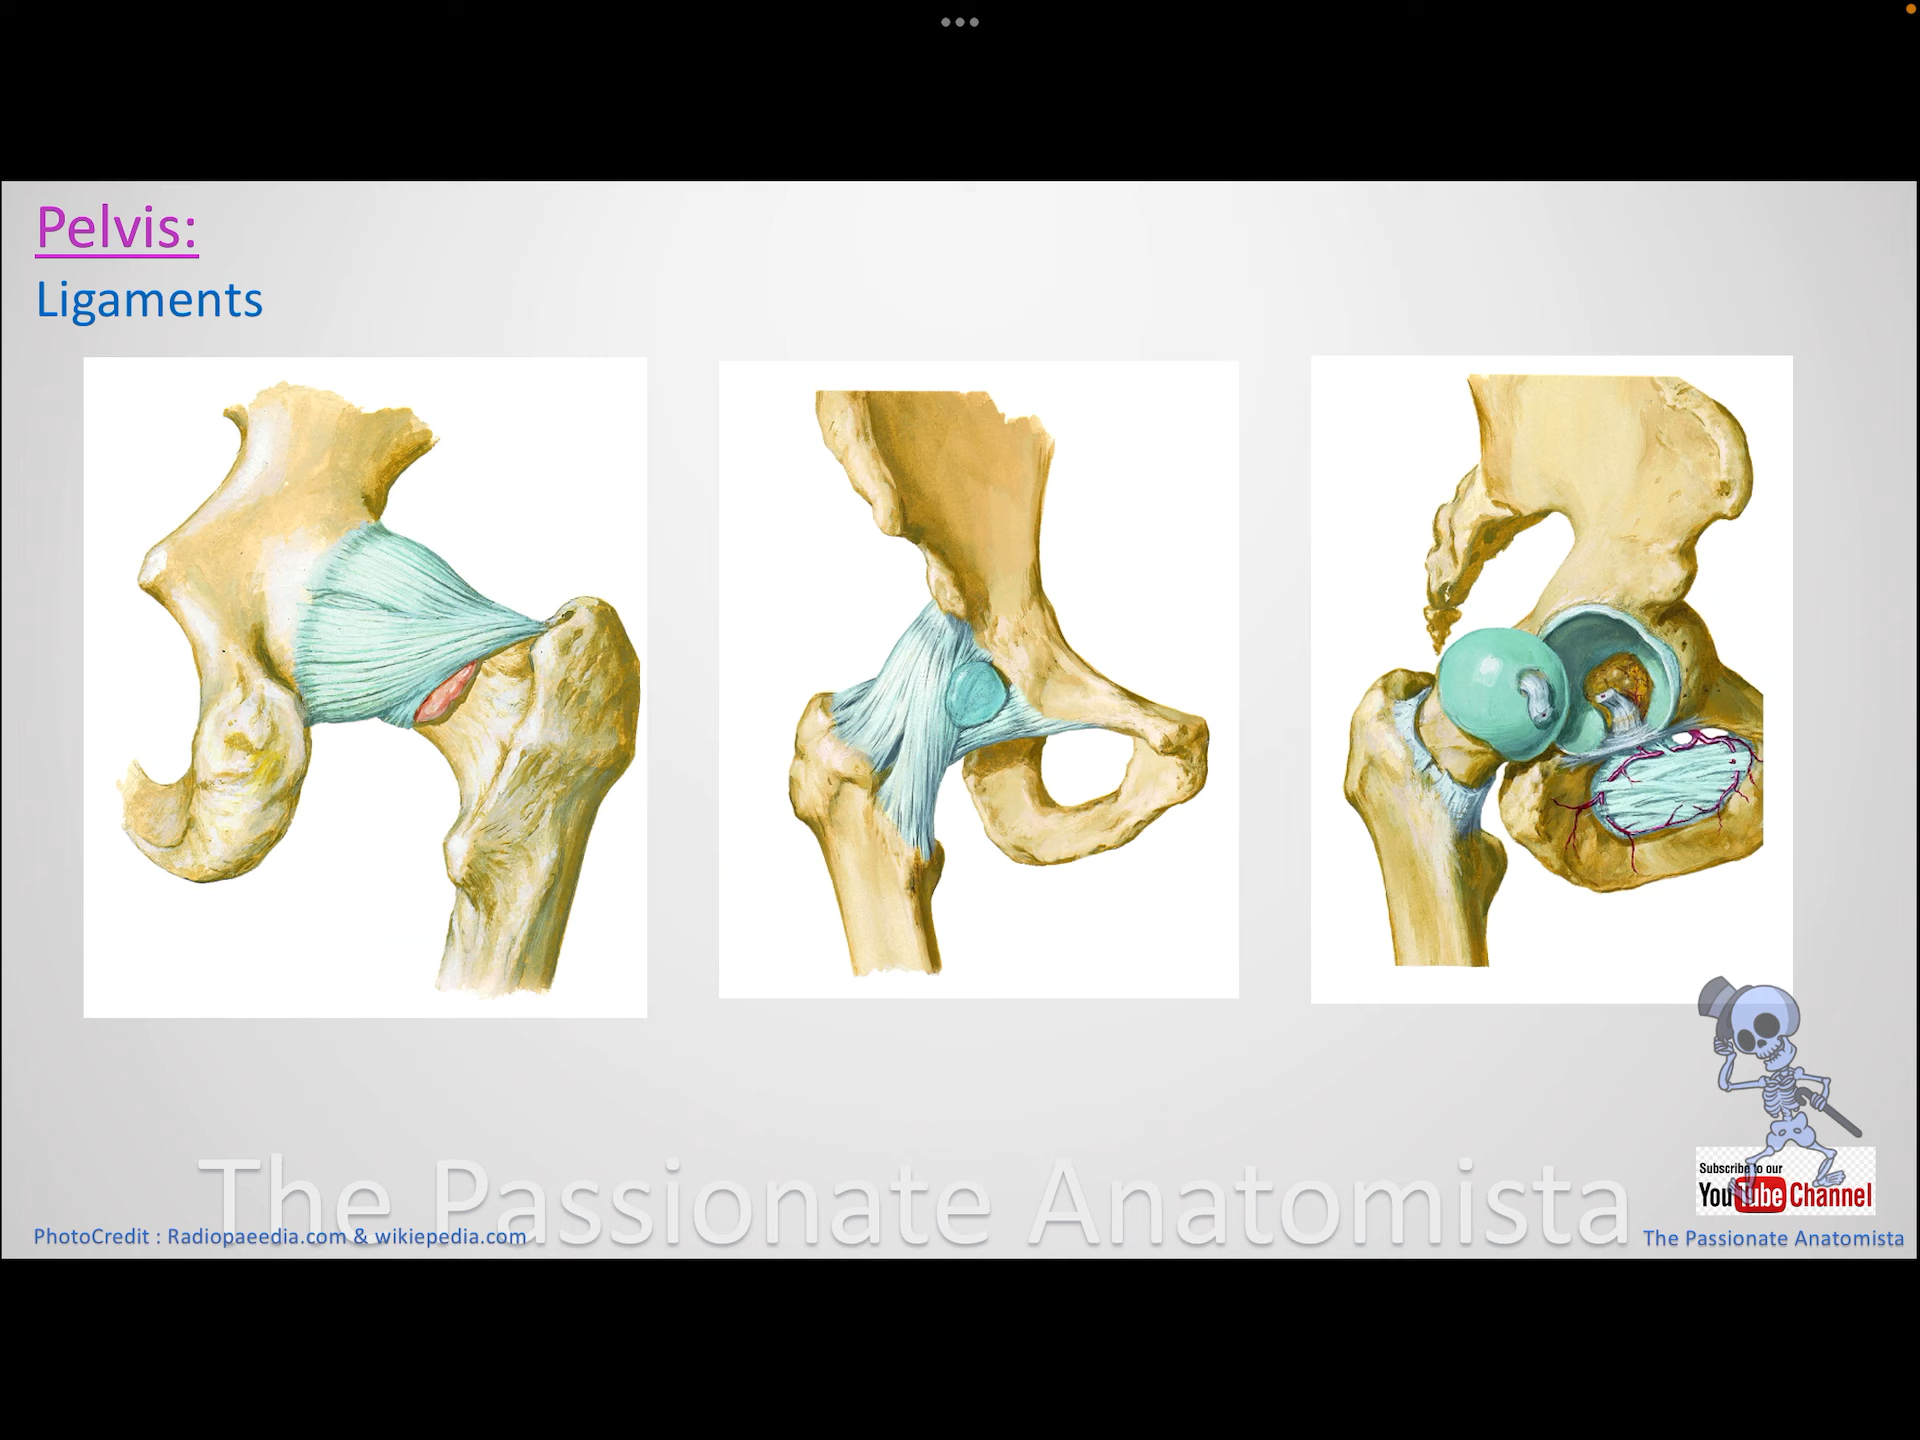 Pelvis:
Ligaments
The Passionate Anatomista
PhotoCredit : Radiopaeedia.com & wikiepedia.com
Subscribe to our
YouTube Channel
The Passionate Anatomista